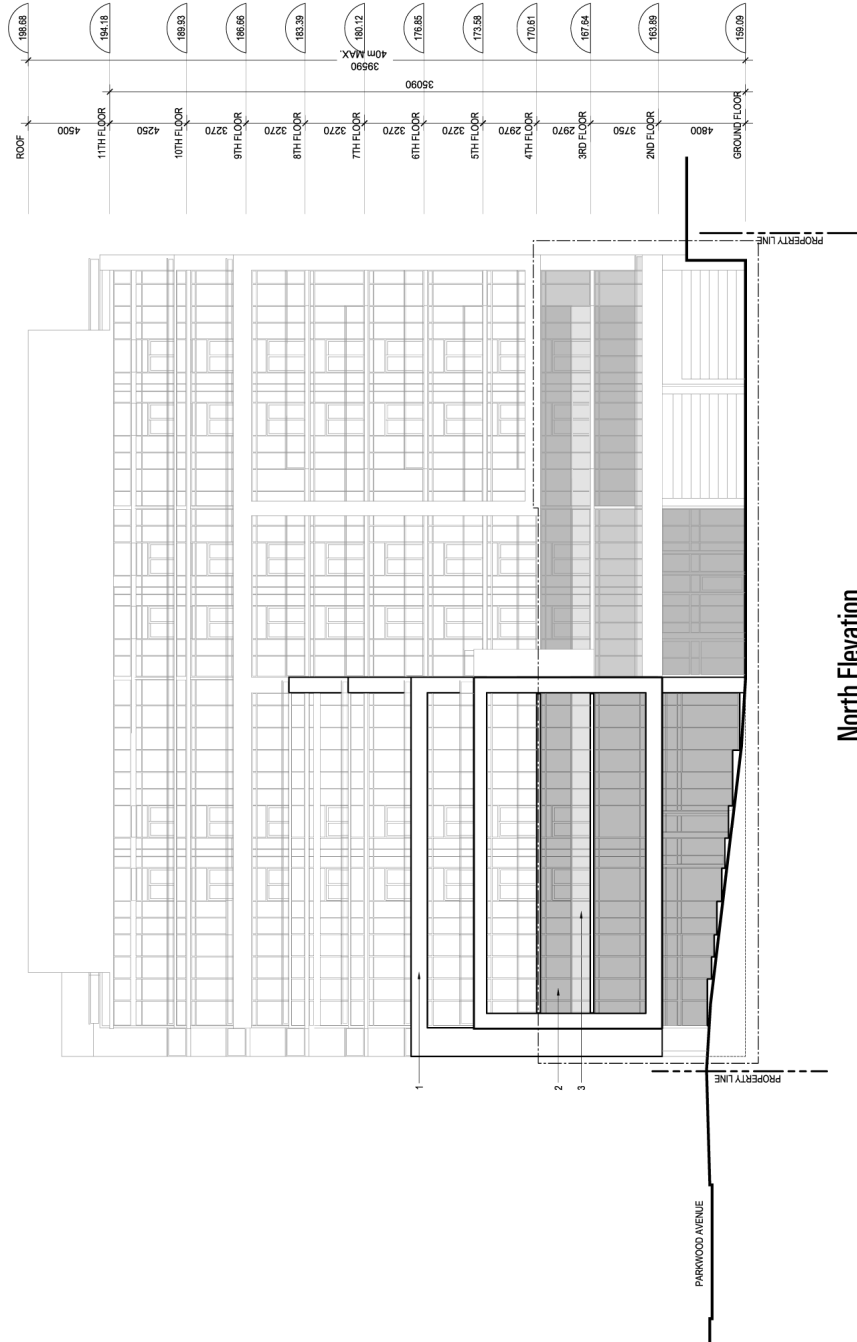 198.68
194.18
189.93
186.66
183.39
180.12
176.85
173.58
170.61
167.64
163.89
159.09
40m MAX.
39590
35090
ROOF
4500
11TH FLOOR
4250
10TH FLOOR
3270
9TH FLOOR
3270
8TH FLOOR
3270
7TH FLOOR
3270
6TH FLOOR
3270
5TH FLOOR
2970
4TH FLOOR
2970
3RD FLOOR
3750
2ND FLOOR
4800
GROUND FLOOR
PROPERTY LINE
PROPERTY LINE
1
2
3
PARKWOOD AVENUE
North Elevation